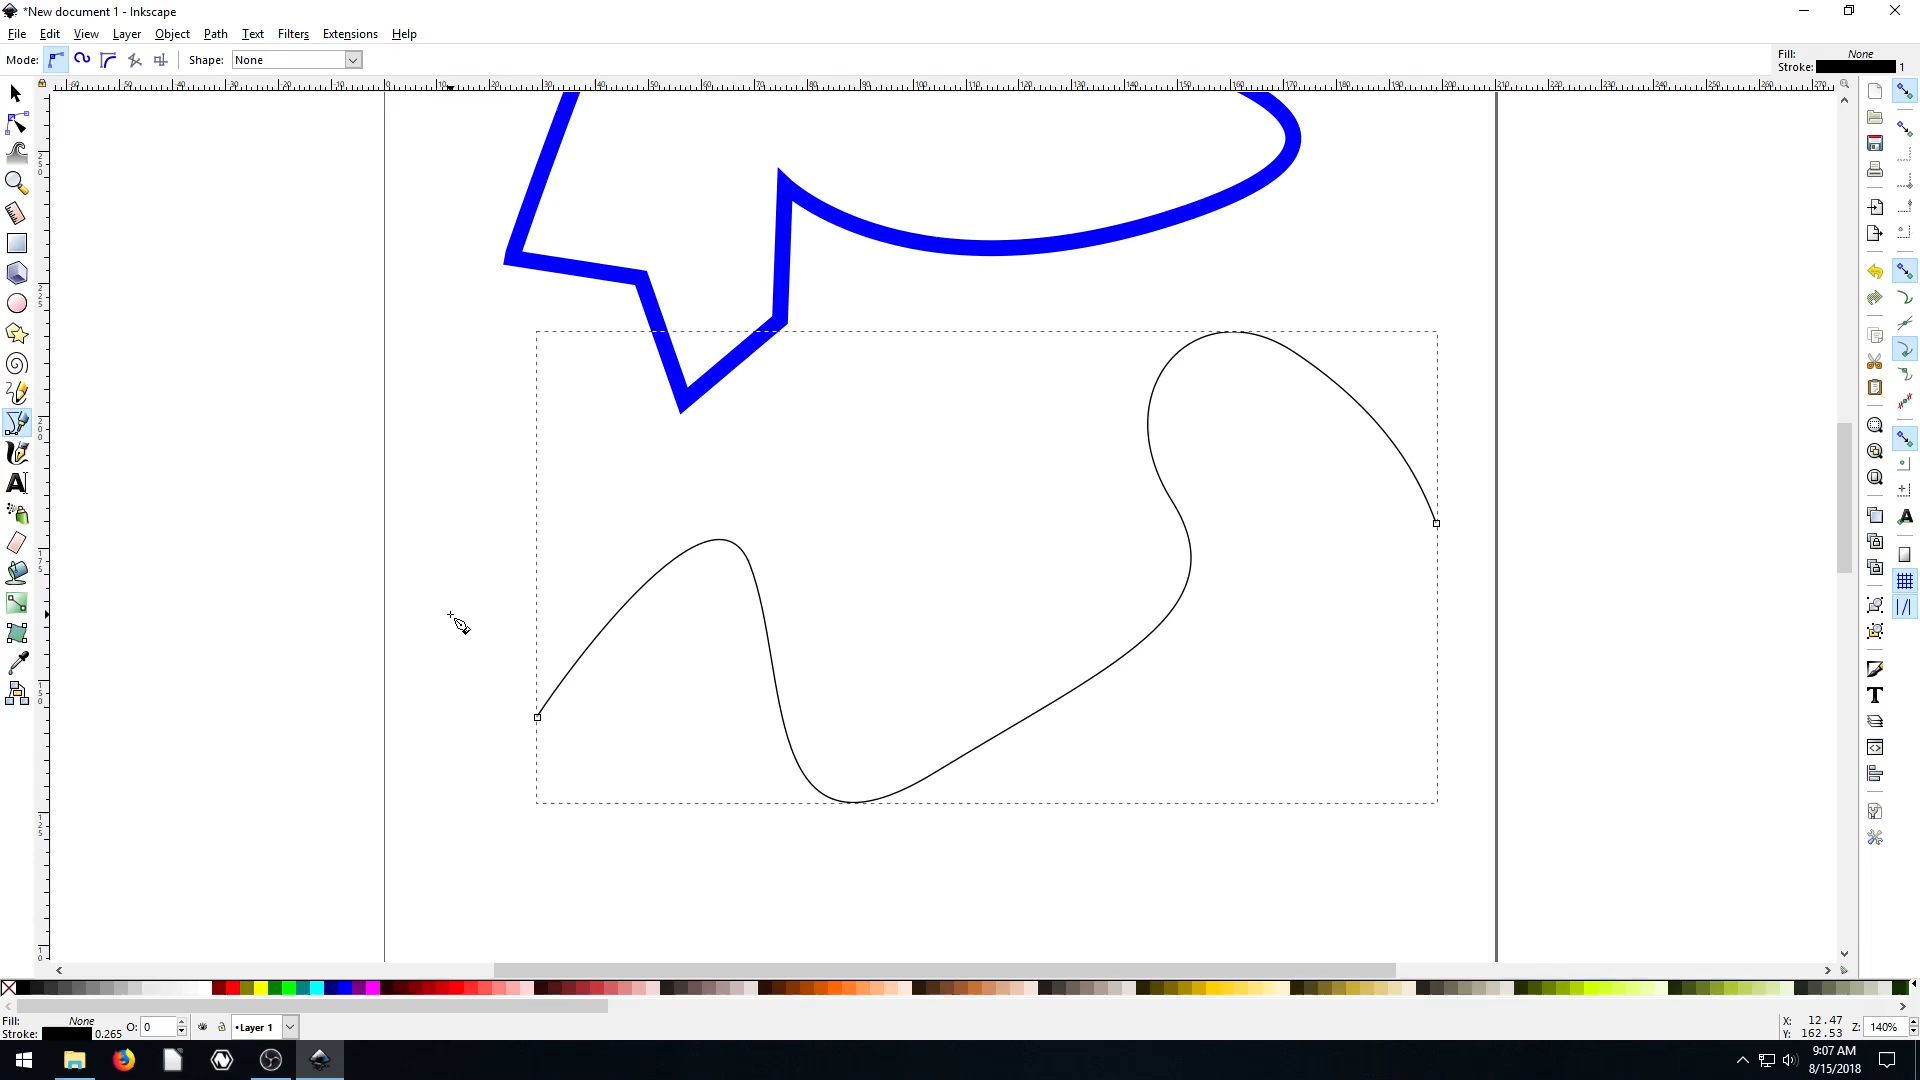 *New document 1 - Inkscape
File Edit View Layer Object Path Text Filters Extensions Help
Mode: Shape: None
Fill: None
Stroke: 1
Fill: None
Stroke: 0.265 O: 0 •Layer 1
X: 12.47
Y: 162.53 Z: 140%
9:07 AM
8/15/2018